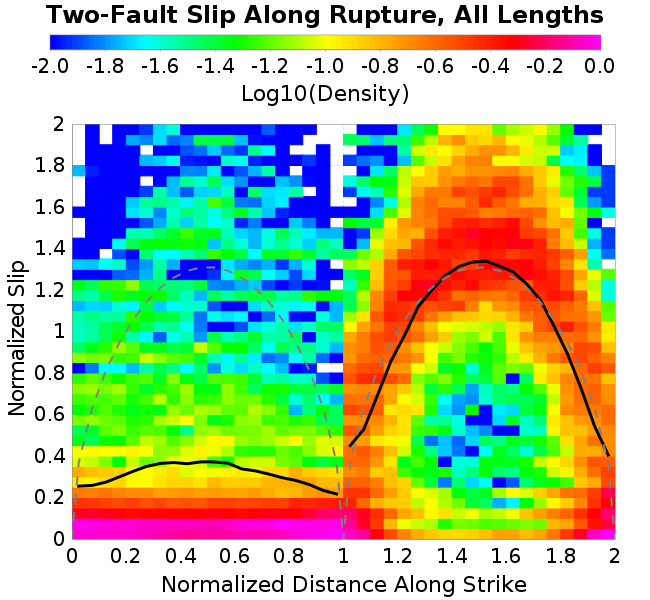 Two-Fault Slip Along Rupture, All Lengths
-2.0 -1.8 -1.6 -1.4 -1.2 -1.0 -0.8 -0.6 -0.4 -0.2 0.0
Log10(Density)
2
1.8
1.6
1.4
1.2
1
0.8
0.6
0.4
0.2
0
Normalized Slip
0 0.2 0.4 0.6 0.8 1 1.2 1.4 1.6 1.8 2
Normalized Distance Along Strike